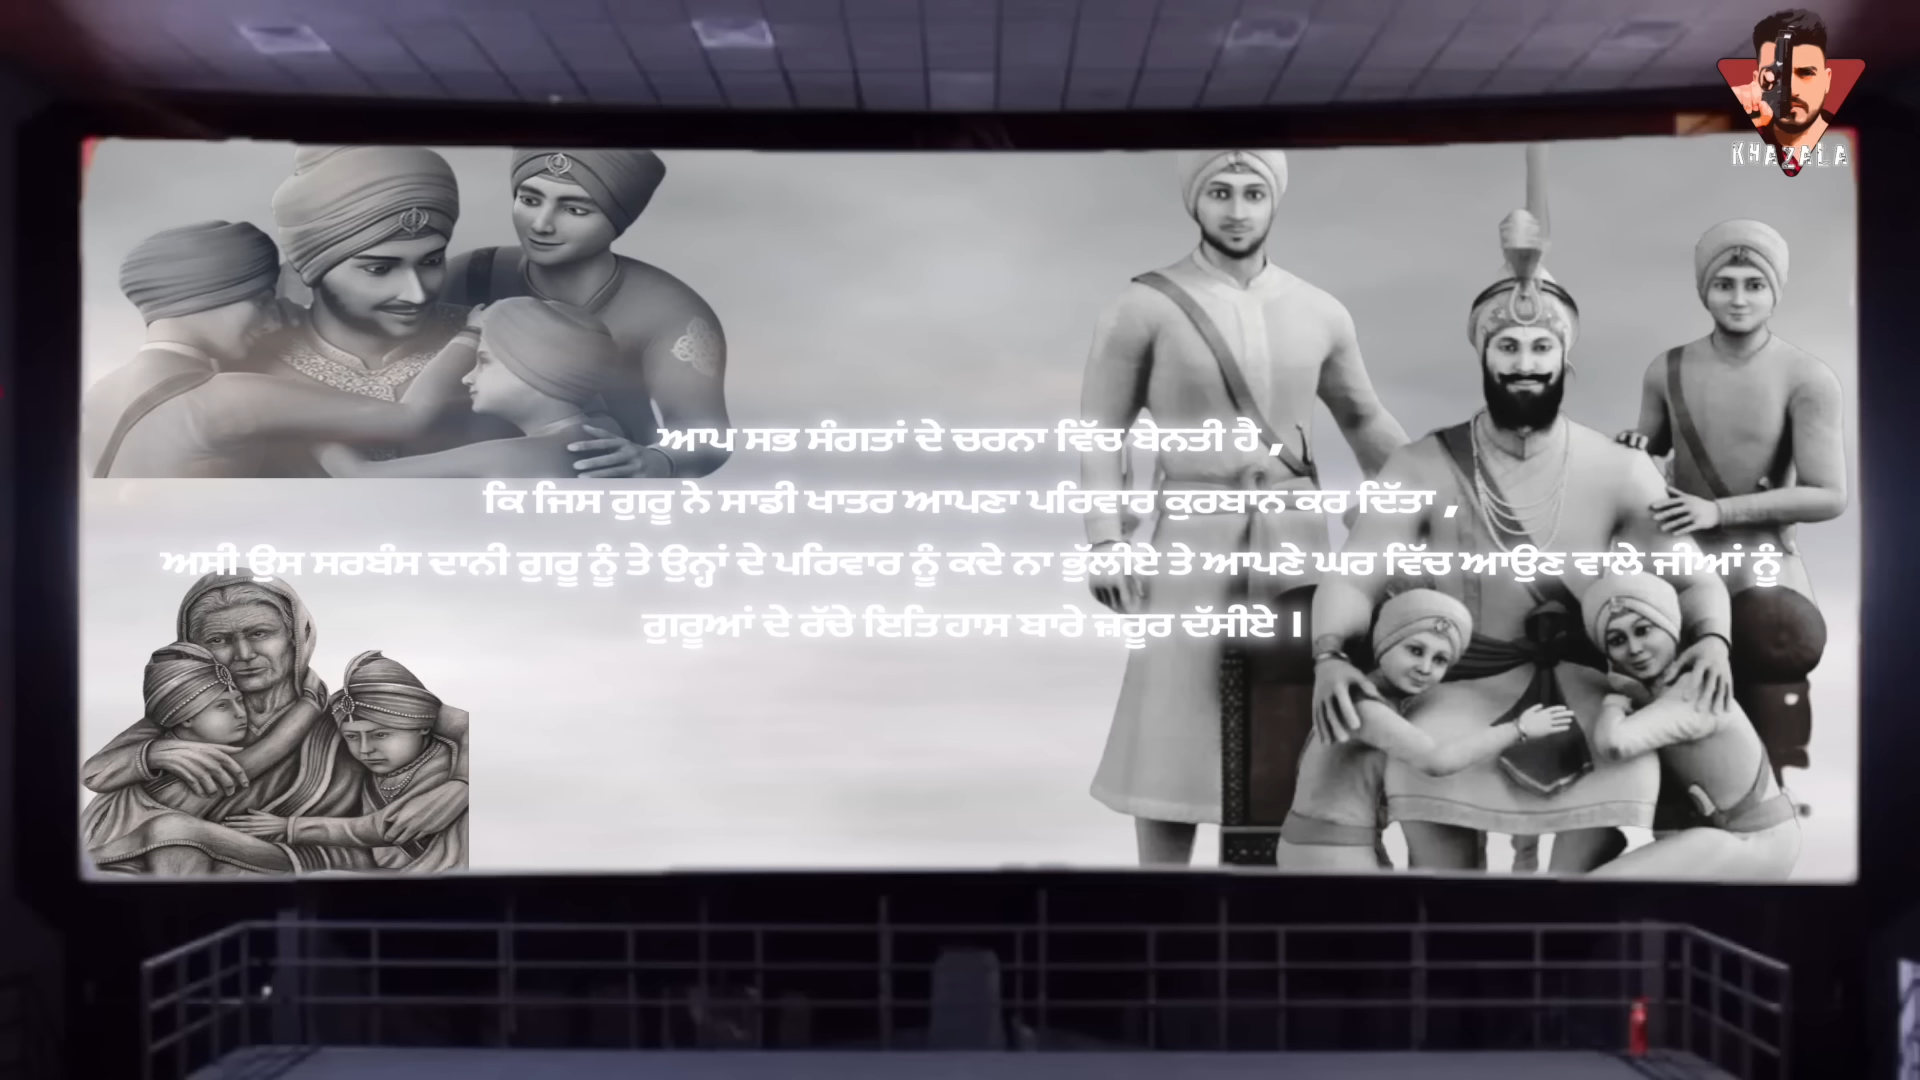 KHAZALA
ਆਪ ਸਭ ਸੰਗਤਾਂ ਦੇ ਚਰਨਾ ਵਿੱਚ ਬੇਨਤੀ ਹੈ ,
ਕਿ ਜਿਸ ਗੁਰੂ ਨੇ ਸਾਡੀ ਖਾਤਰ ਆਪਣਾ ਪਰਿਵਾਰ ਕੁਰਬਾਨ ਕਰ ਦਿੱਤਾ ,
ਅਸੀ ਉਸ ਸਰਬੰਸ ਦਾਨੀ ਗੁਰੂ ਨੂੰ ਤੇ ਉਨ੍ਹਾਂ ਦੇ ਪਰਿਵਾਰ ਨੂੰ ਕਦੇ ਨਾ ਭੁੱਲੀਏ ਤੇ ਆਪਣੇ ਘਰ ਵਿੱਚ ਆਉਣ ਵਾਲੇ ਜੀਆਂ ਨੂੰ
ਗੁਰੂਆਂ ਦੇ ਰੱਚੇ ਇਤਿ ਹਾਸ ਬਾਰੇ ਜ਼ਰੂਰ ਦੱਸੀਏ ।